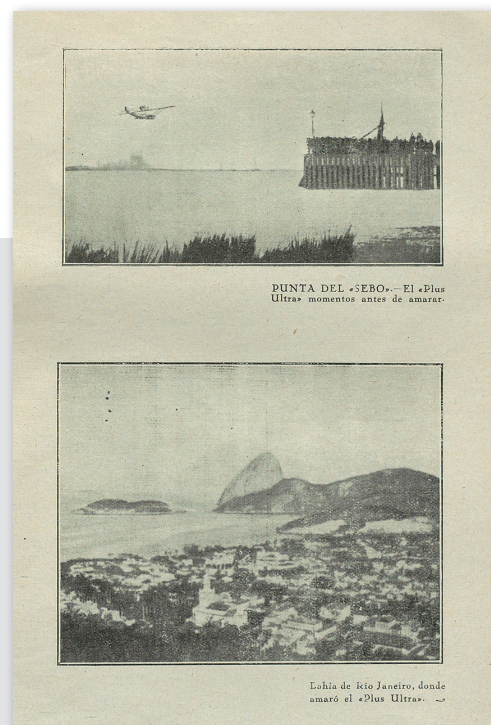 PUNTA DEL «SEBO».—El «Plus
Ultra» momentos antes de amarar.
Bahía de Río Janeiro, donde
amaró el «Plus Ultra».